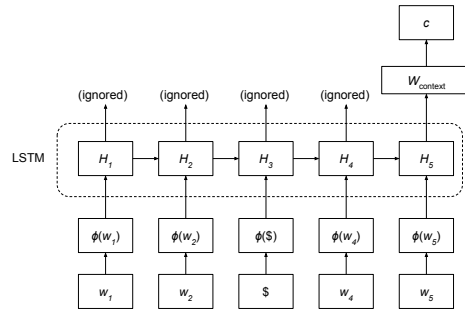 c
W_context
(ignored) (ignored) (ignored) (ignored)
LSTM H_1 H_2 H_3 H_4 H_5
ϕ(w_1) ϕ(w_2) ϕ($) ϕ(w_4) ϕ(w_5)
w_1 w_2 $ w_4 w_5